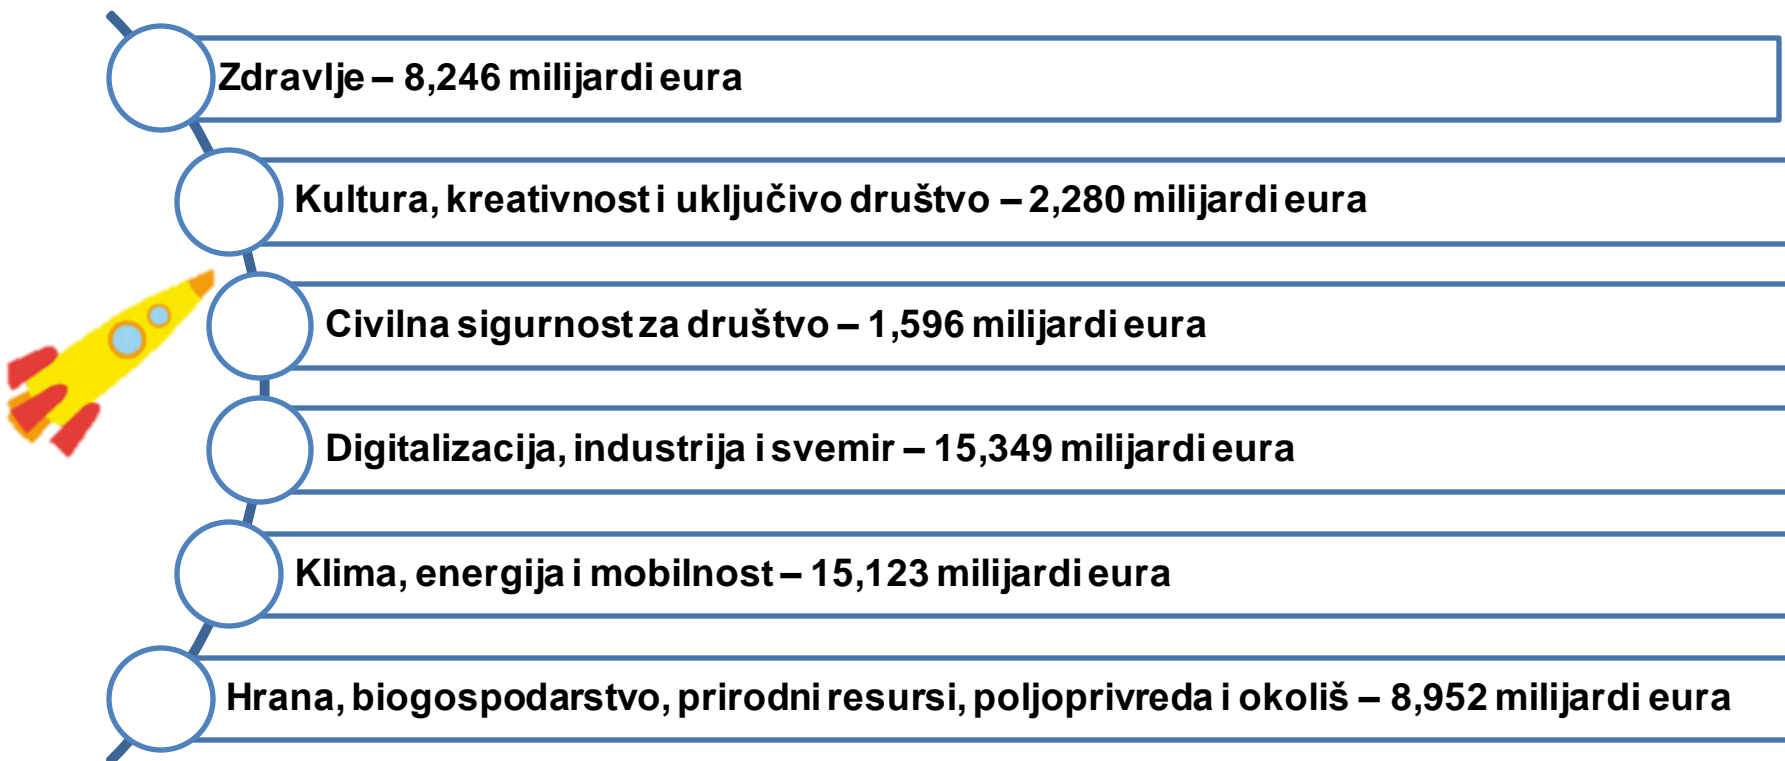 Zdravlje – 8,246 milijardi eura
Kultura, kreativnost i uključivo društvo – 2,280 milijardi eura
Civilna sigurnost za društvo – 1,596 milijardi eura
Digitalizacija, industrija i svemir – 15,349 milijardi eura
Klima, energija i mobilnost – 15,123 milijardi eura
Hrana, biogospodarstvo, prirodni resursi, poljoprivreda i okoliš – 8,952 milijardi eura